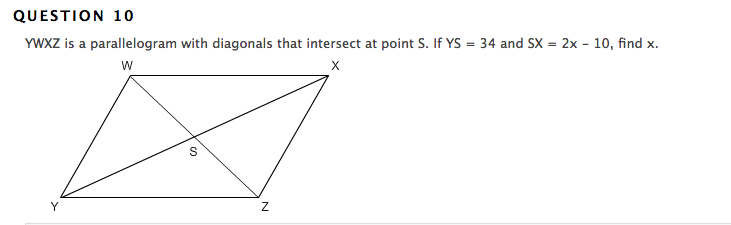 QUESTION 10
YWXZ is a parallelogram with diagonals that intersect at point S. If YS = 34 and SX = 2x - 10, find x.
W
X
S
Y
Z